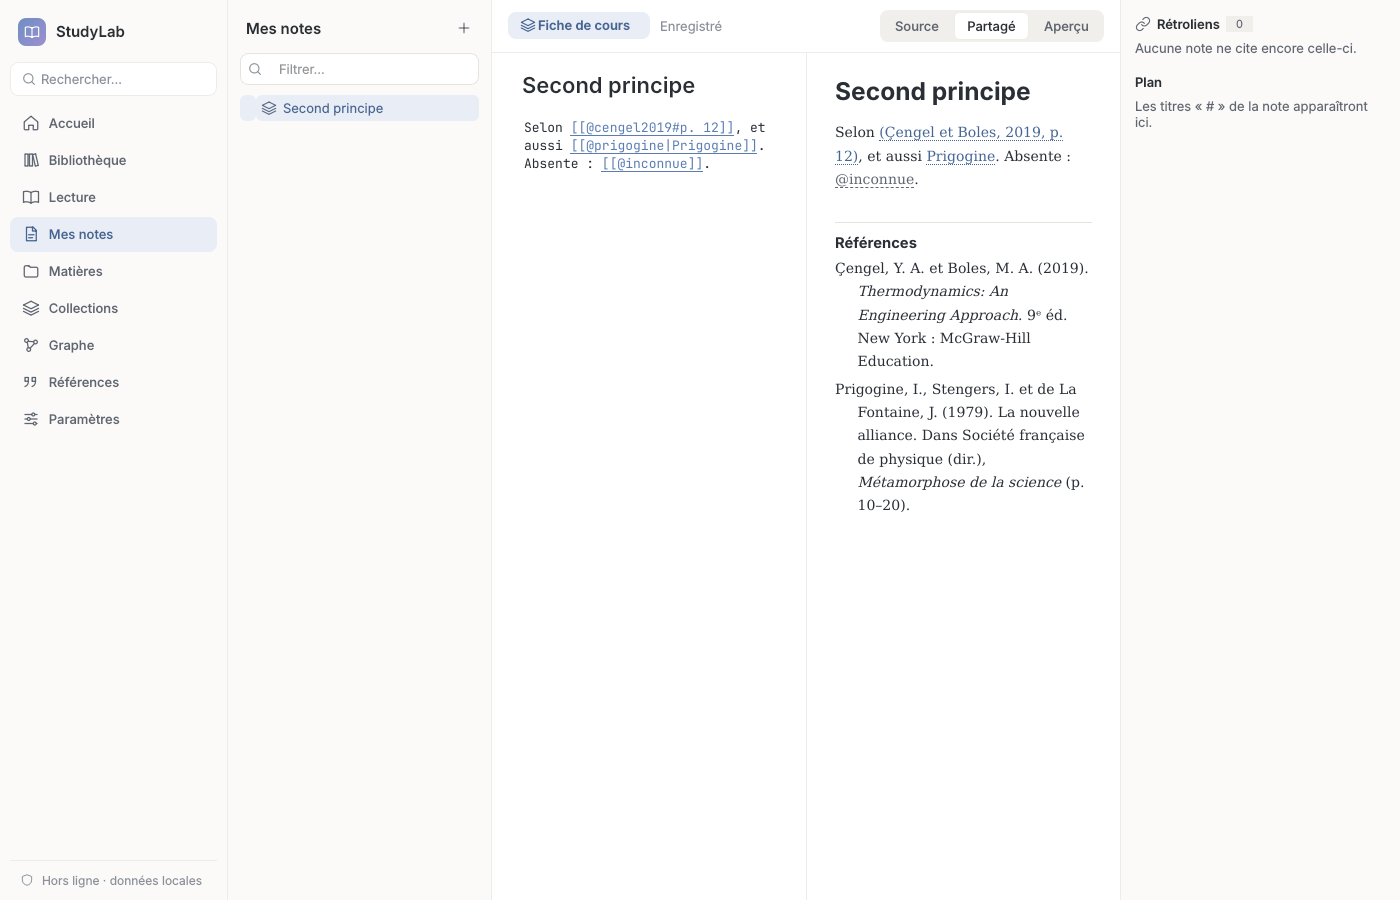 StudyLab
Rechercher...
Accueil
Bibliothèque
Lecture
Mes notes
Matières
Collections
Graphe
Références
Paramètres
Hors ligne · données locales
Mes notes
Filtrer...
Second principe
Fiche de cours
Enregistré
Source
Partagé
Aperçu
Second principe
Selon [[@cengel2019#p. 12]], et
aussi [[@prigogine|Prigogine]].
Absente : [[@inconnue]].
Second principe
Selon (Çengel et Boles, 2019, p.
12), et aussi Prigogine. Absente :
@inconnue.
Références
Çengel, Y. A. et Boles, M. A. (2019).
Thermodynamics: An
Engineering Approach. 9ᵉ éd.
New York : McGraw-Hill
Education.
Prigogine, I., Stengers, I. et de La
Fontaine, J. (1979). La nouvelle
alliance. Dans Société française
de physique (dir.),
Métamorphose de la science (p.
10–20).
Rétroliens 0
Aucune note ne cite encore celle-ci.
Plan
Les titres « # » de la note apparaîtront
ici.